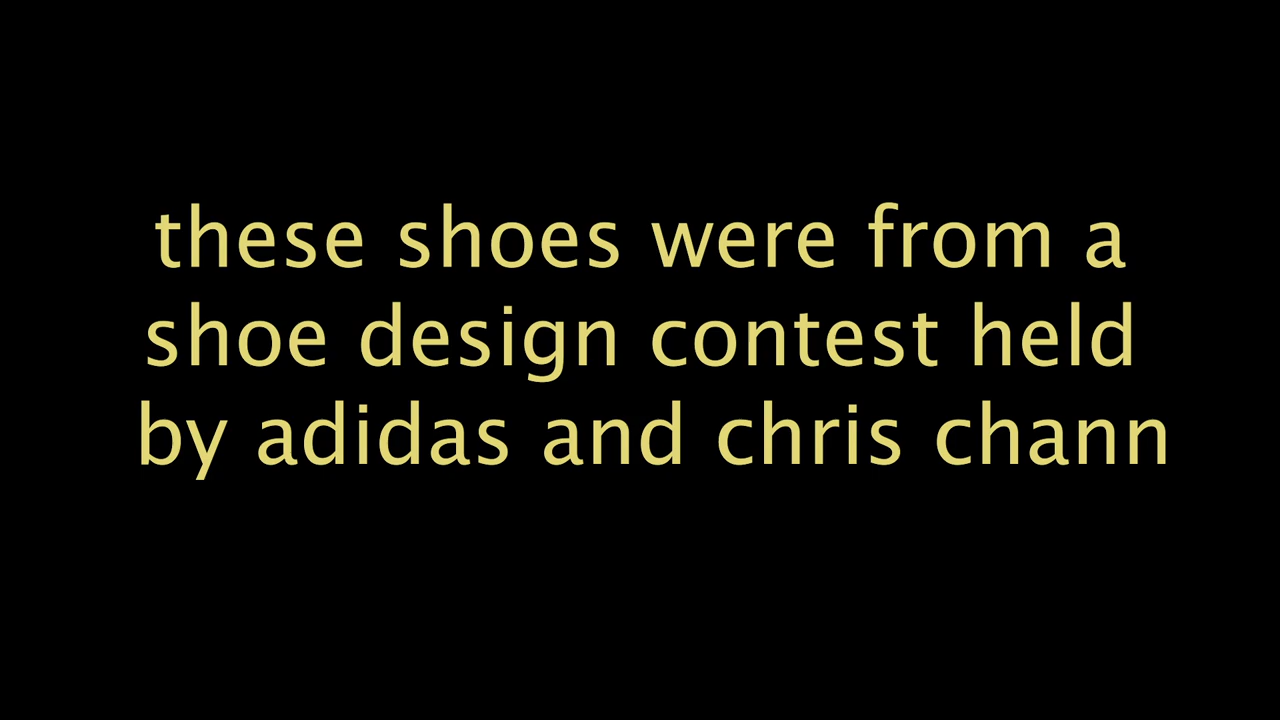 these shoes were from a
shoe design contest held
by adidas and chris chann